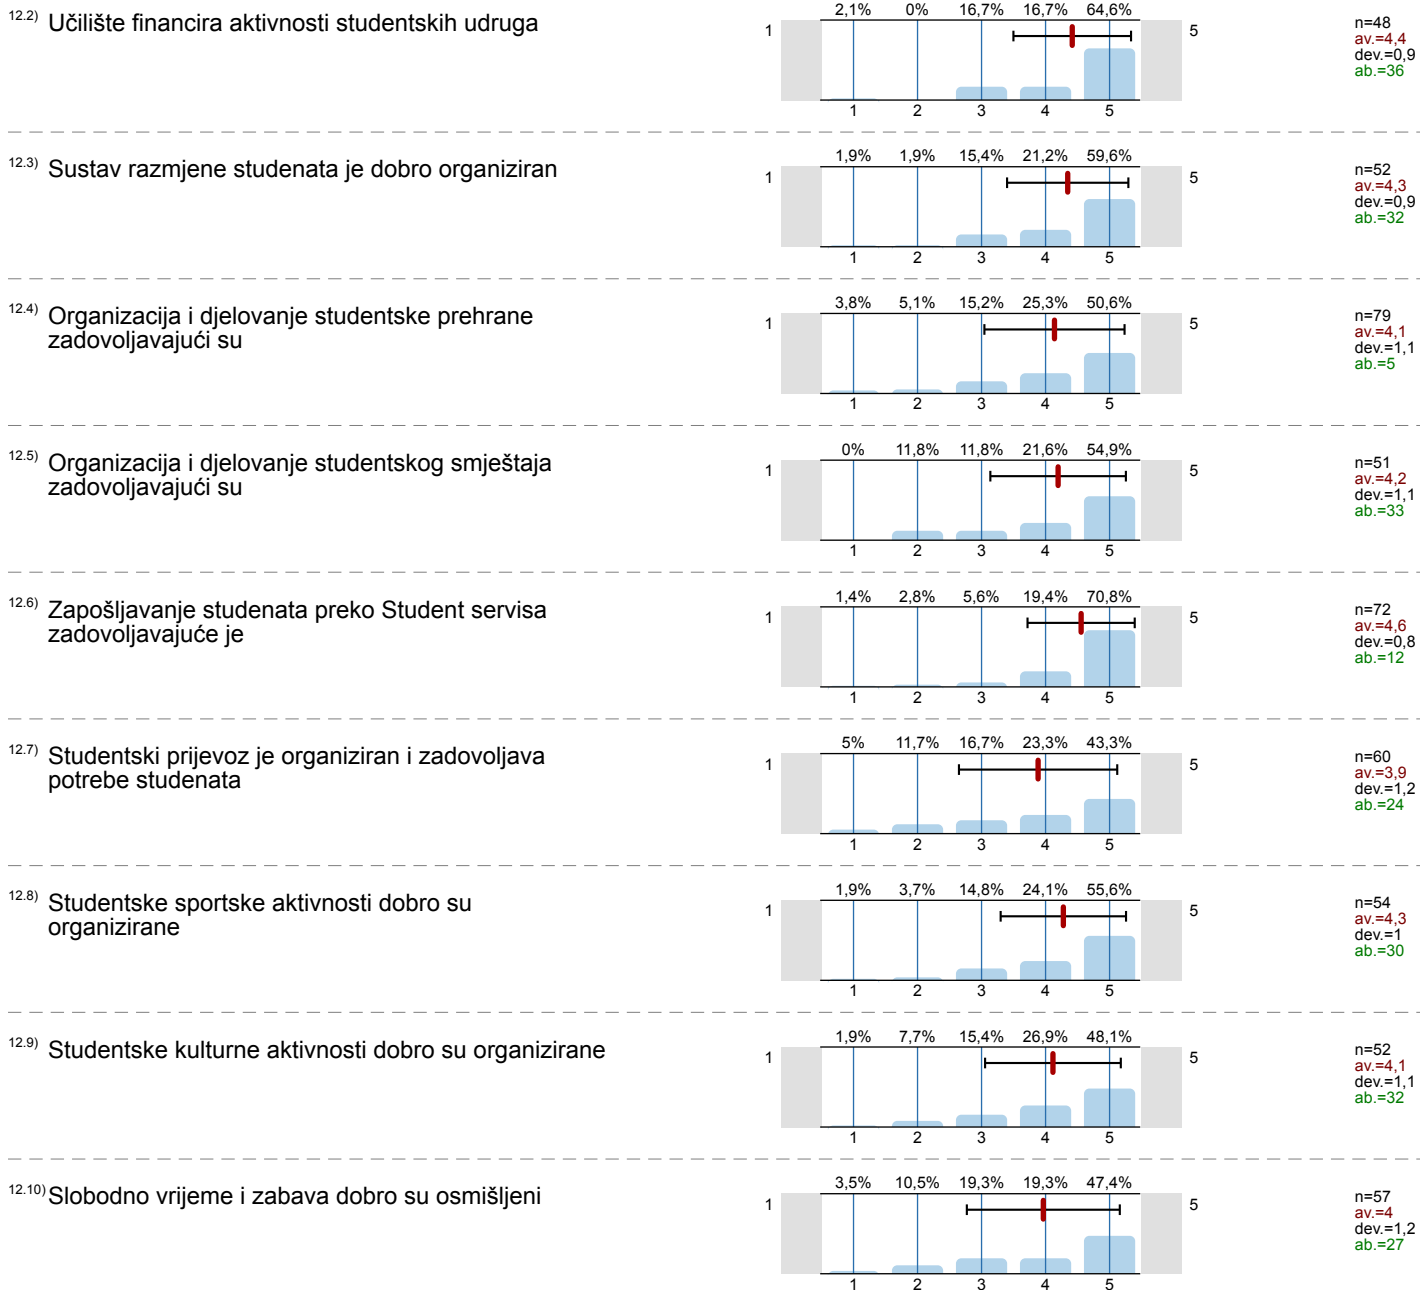 12.2) Učilište financira aktivnosti studentskih udruga
2,1% 0% 16,7% 16,7% 64,6%
1 5
1 2 3 4 5
n=48
av.=4,4
dev.=0,9
ab.=36
12.3) Sustav razmjene studenata je dobro organiziran
1,9% 1,9% 15,4% 21,2% 59,6%
1 5
1 2 3 4 5
n=52
av.=4,3
dev.=0,9
ab.=32
12.4) Organizacija i djelovanje studentske prehrane
zadovoljavajući su
3,8% 5,1% 15,2% 25,3% 50,6%
1 5
1 2 3 4 5
n=79
av.=4,1
dev.=1,1
ab.=5
12.5) Organizacija i djelovanje studentskog smještaja
zadovoljavajući su
0% 11,8% 11,8% 21,6% 54,9%
1 5
1 2 3 4 5
n=51
av.=4,2
dev.=1,1
ab.=33
12.6) Zapošljavanje studenata preko Student servisa
zadovoljavajuće je
1,4% 2,8% 5,6% 19,4% 70,8%
1 5
1 2 3 4 5
n=72
av.=4,6
dev.=0,8
ab.=12
12.7) Studentski prijevoz je organiziran i zadovoljava
potrebe studenata
5% 11,7% 16,7% 23,3% 43,3%
1 5
1 2 3 4 5
n=60
av.=3,9
dev.=1,2
ab.=24
12.8) Studentske sportske aktivnosti dobro su
organizirane
1,9% 3,7% 14,8% 24,1% 55,6%
1 5
1 2 3 4 5
n=54
av.=4,3
dev.=1
ab.=30
12.9) Studentske kulturne aktivnosti dobro su organizirane
1,9% 7,7% 15,4% 26,9% 48,1%
1 5
1 2 3 4 5
n=52
av.=4,1
dev.=1,1
ab.=32
12.10) Slobodno vrijeme i zabava dobro su osmišljeni
3,5% 10,5% 19,3% 19,3% 47,4%
1 5
1 2 3 4 5
n=57
av.=4
dev.=1,2
ab.=27